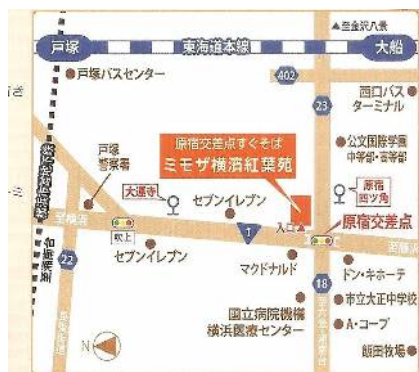 戸塚
東海道本線
大船
▲至金沢八景
戸塚バスセンター
402
西口バス
ターミナル
23
公文国際学園
中等部・高等部
原宿交差点すぐそば
ミモザ横濱紅葉苑
戸塚
警察署
大運寺
セブンイレブン
原宿
四ツ角
入口▲
原宿交差点
吹上
セブンイレブン
1
マクドナルド
ドン・キホーテ
22
18
国立病院機構
横浜医療センター
市立大正中学校
A・コープ
飯田牧場
N